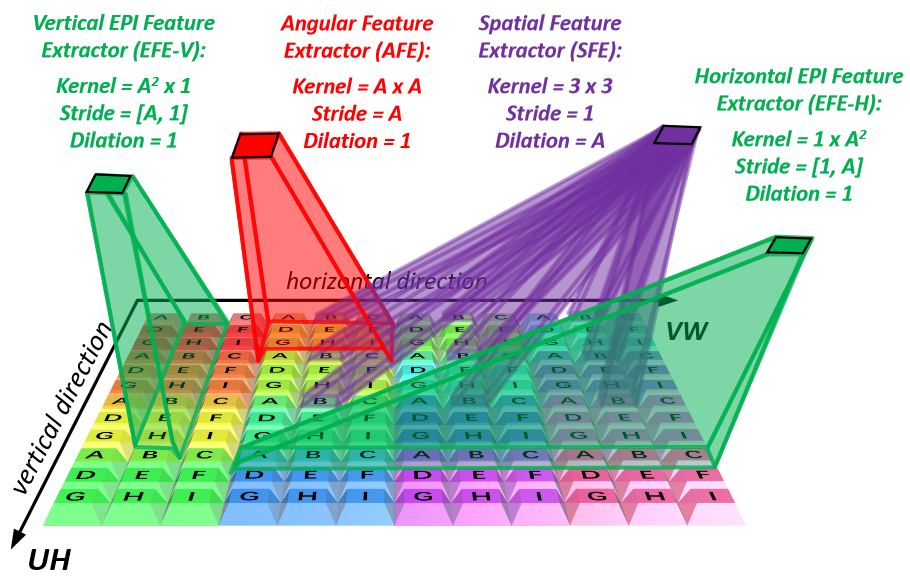 Vertical EPI Feature
Extractor (EFE-V):
Kernel = A² x 1
Stride = [A, 1]
Dilation = 1
Angular Feature
Extractor (AFE):
Kernel = A x A
Stride = A
Dilation = 1
Spatial Feature
Extractor (SFE):
Kernel = 3 x 3
Stride = 1
Dilation = A
Horizontal EPI Feature
Extractor (EFE-H):
Kernel = 1 x A²
Stride = [1, A]
Dilation = 1
horizontal direction
VW
vertical direction
UH
A B C A B C A B C A B C
D E F D E F D E F D E F
G H I G H I G H I G H I
A B C A B C A B C A B C
D E F D E F D E F D E F
G H I G H I G H I G H I
A B C A B C A B C A B C
D E F D E F D E F D E F
G H I G H I G H I G H I
A B C A B C A B C A B C
D E F D E F D E F D E F
G H I G H I G H I G H I